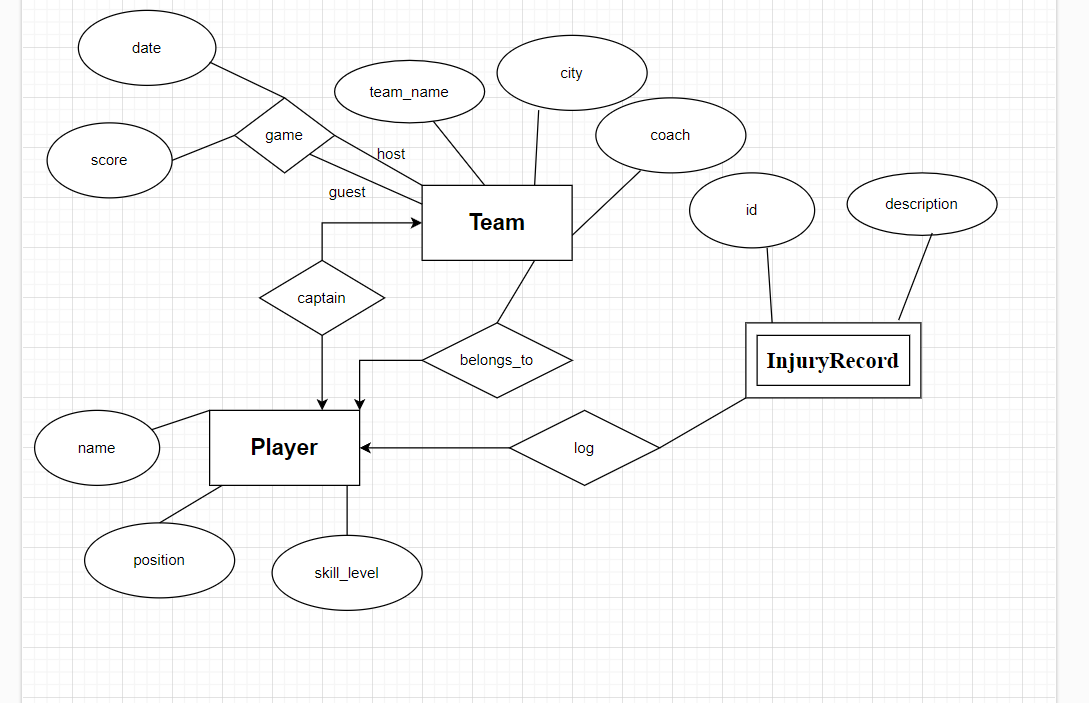 date
team_name
city
coach
game
score
host
guest
Team
id
description
captain
belongs_to
InjuryRecord
name
Player
log
position
skill_level